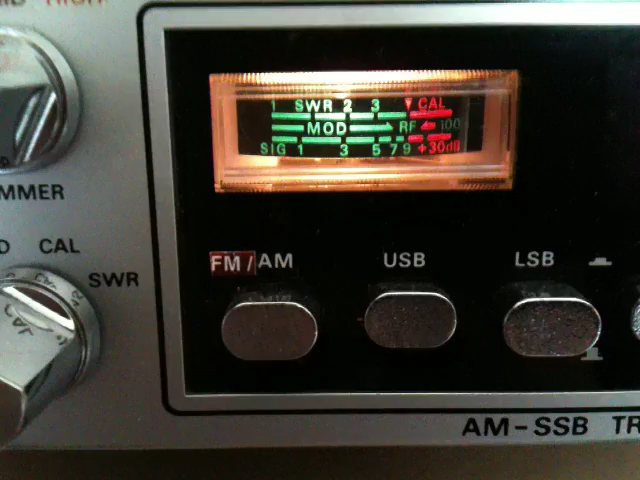 HIGH
1 SWR 2 3 CAL
MOD RF 100
SIG 1 3 5 7 9 +30dB
MMER
FM/AM USB LSB
CAL
SWR
CAL
AM-SSB TR